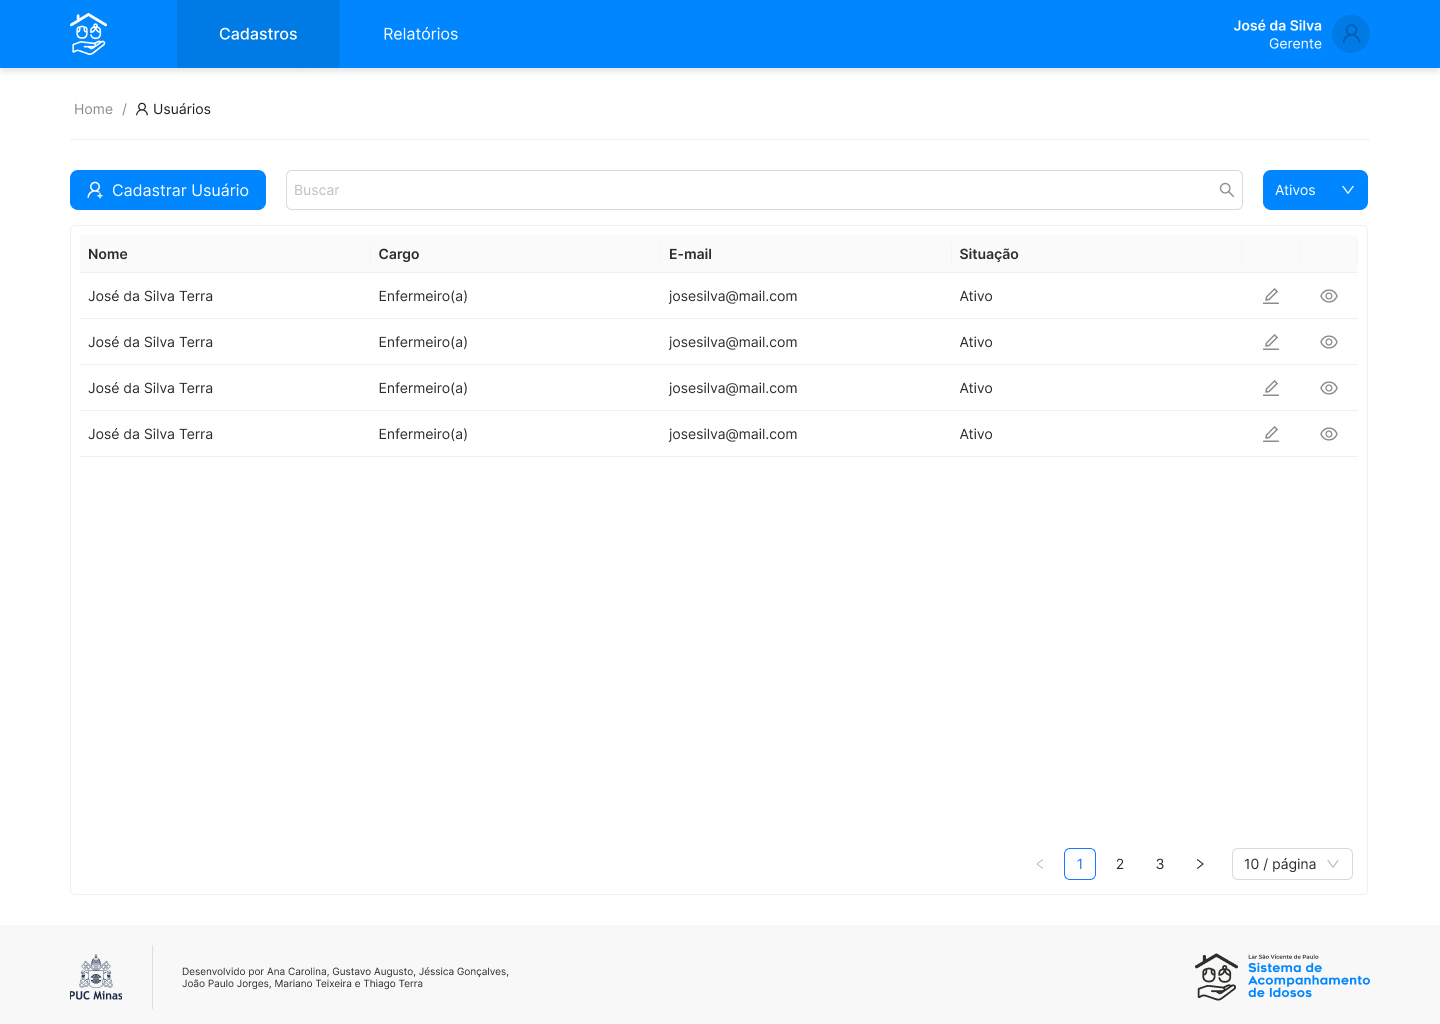 Cadastros
Relatórios
José da Silva
Gerente
Home / Usuários
Cadastrar Usuário
Buscar
Ativos
Nome Cargo E-mail Situação
José da Silva Terra Enfermeiro(a) josesilva@mail.com Ativo
José da Silva Terra Enfermeiro(a) josesilva@mail.com Ativo
José da Silva Terra Enfermeiro(a) josesilva@mail.com Ativo
José da Silva Terra Enfermeiro(a) josesilva@mail.com Ativo
< 1 2 3 > 10 / página
PUC Minas
Desenvolvido por Ana Carolina, Gustavo Augusto, Jéssica Gonçalves,
João Paulo Jorges, Mariano Teixeira e Thiago Terra
Lar São Vicente de Paulo
Sistema de
Acompanhamento
de Idosos